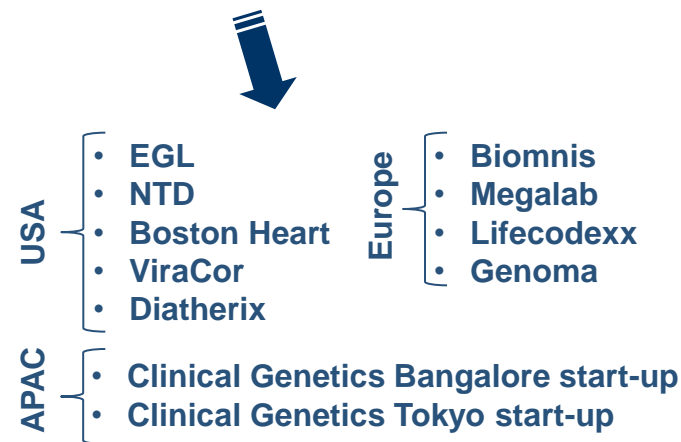 USA
• EGL
• NTD
• Boston Heart
• ViraCor
• Diatherix
Europe
• Biomnis
• Megalab
• Lifecodexx
• Genoma
APAC
• Clinical Genetics Bangalore start-up
• Clinical Genetics Tokyo start-up